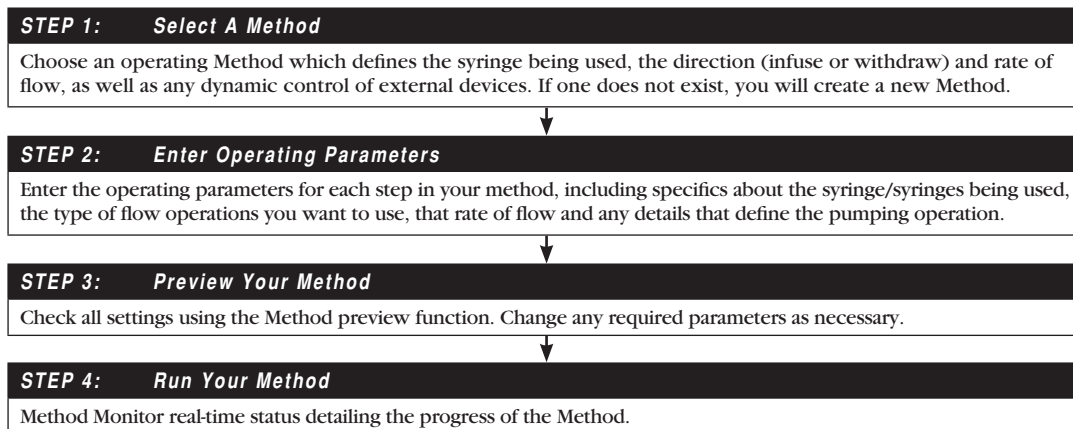 STEP 1: Select A Method
Choose an operating Method which defines the syringe being used, the direction (infuse or withdraw) and rate of
flow, as well as any dynamic control of external devices. If one does not exist, you will create a new Method.
STEP 2: Enter Operating Parameters
Enter the operating parameters for each step in your method, including specifics about the syringe/syringes being used,
the type of flow operations you want to use, that rate of flow and any details that define the pumping operation.
STEP 3: Preview Your Method
Check all settings using the Method preview function. Change any required parameters as necessary.
STEP 4: Run Your Method
Method Monitor real-time status detailing the progress of the Method.